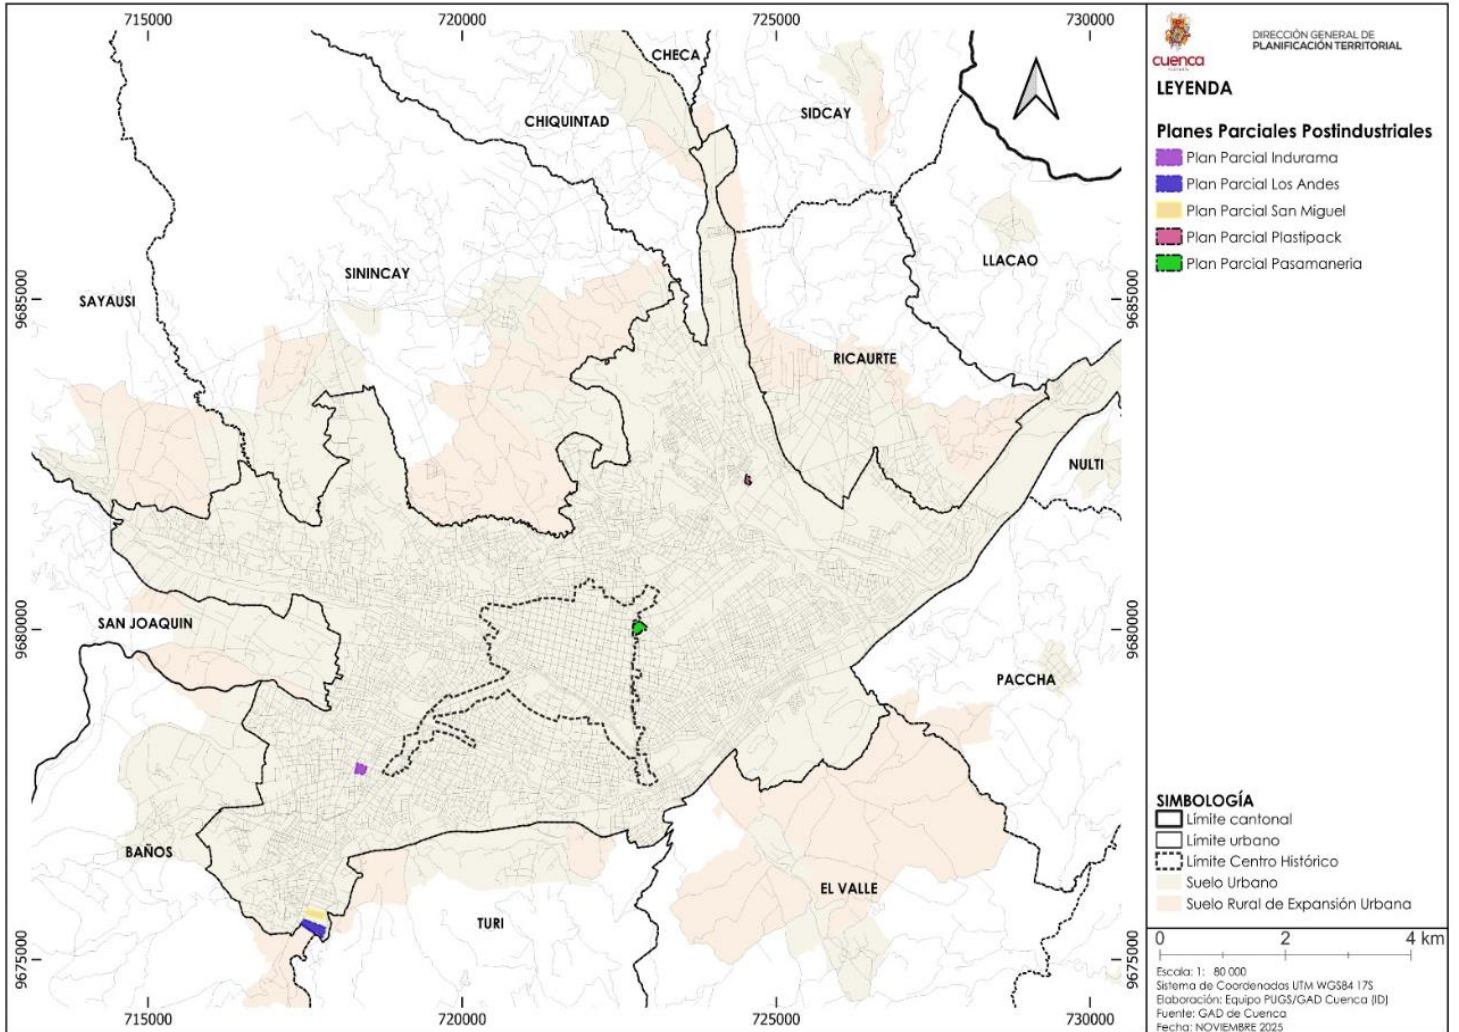 715000
720000
725000
730000
CHECA
SIDCAY
CHIQUINTAD
LLACAO
SININCAY
SAYAUSI
9685000
9685000
RICAURTE
NULTI
SAN JOAQUIN
9680000
9680000
PACCHA
BAÑOS
EL VALLE
TURI
9675000
9675000
715000
720000
725000
730000
cuenca
DIRECCIÓN GENERAL DE
PLANIFICACIÓN TERRITORIAL
LEYENDA
Planes Parciales Postindustriales
Plan Parcial Indurama
Plan Parcial Los Andes
Plan Parcial San Miguel
Plan Parcial Plastipack
Plan Parcial Pasamaneria
SIMBOLOGÍA
Límite cantonal
Límite urbano
Límite Centro Histórico
Suelo Urbano
Suelo Rural de Expansión Urbana
0 2 4 km
Escala: 1: 80 000
Sistema de Coordenadas UTM WGS84 17S
Elaboración: Equipo PUGS/GAD Cuenca (ID)
Fuente: GAD de Cuenca
Fecha: NOVIEMBRE 2025